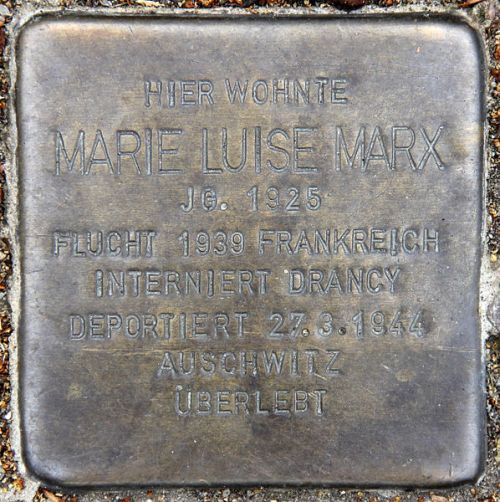 HIER WOHNTE
MARIE LUISE MARX
JG. 1925
FLUCHT 1939 FRANKREICH
INTERNIERT DRANCY
DEPORTIERT 27.3.1944
AUSCHWITZ
ÜBERLEBT